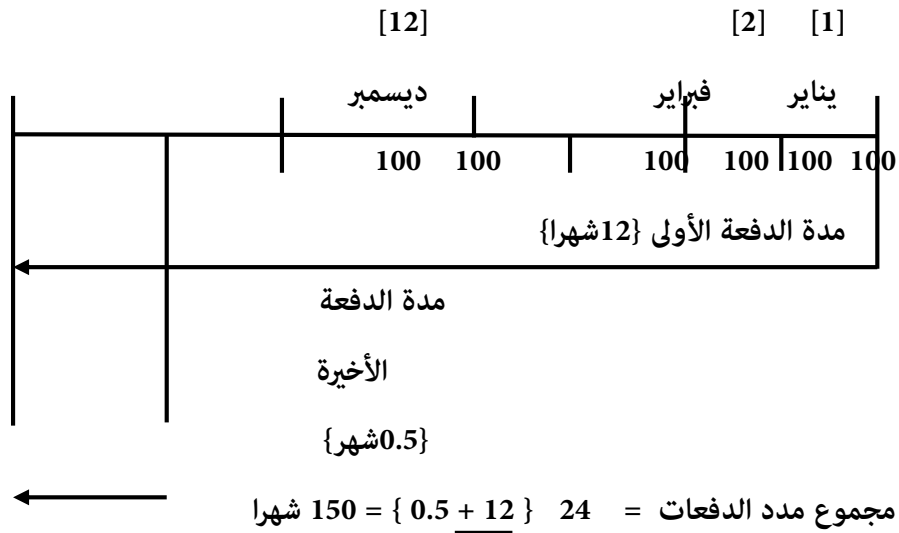 [1] [2] [12]
يناير فبراير ديسمبر
100 100 100 100 100 100
مدة الدفعة الأولى {12شهرا}
مدة الدفعة
الأخيرة
{0.5شهر}
مجموع مدد الدفعات = 24 { 12 + 0.5 } = 150 شهرا